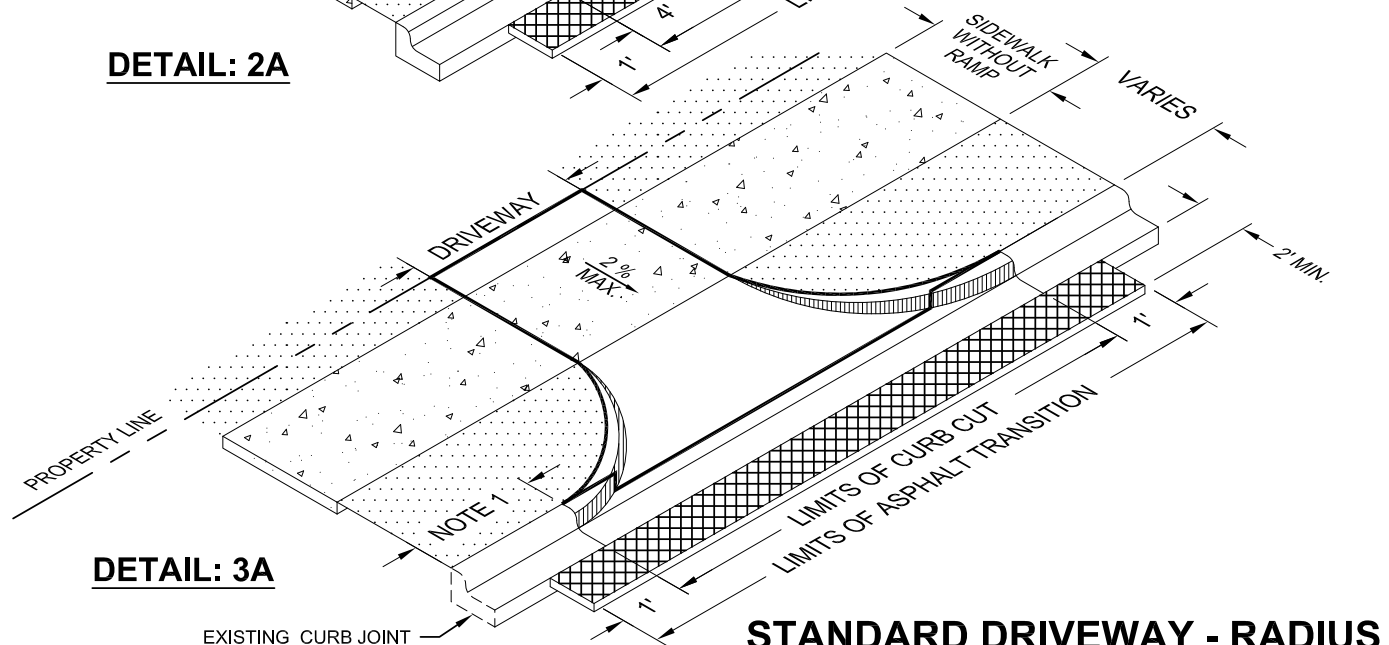 4'
1'
DETAIL: 2A
SIDEWALK
WITHOUT
RAMP
VARIES
DRIVEWAY
2 %
MAX.
2' MIN.
1'
PROPERTY LINE
NOTE 1
LIMITS OF CURB CUT
LIMITS OF ASPHALT TRANSITION
DETAIL: 3A
1'
EXISTING CURB JOINT
STANDARD DRIVEWAY - RADIUS